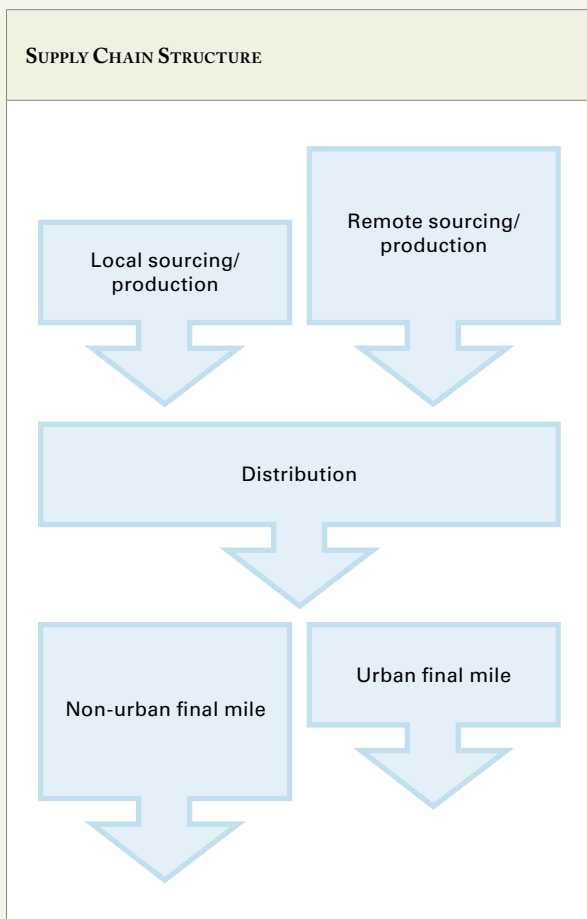 SUPPLY CHAIN STRUCTURE
Local sourcing/
production
Remote sourcing/
production
Distribution
Non-urban final mile
Urban final mile